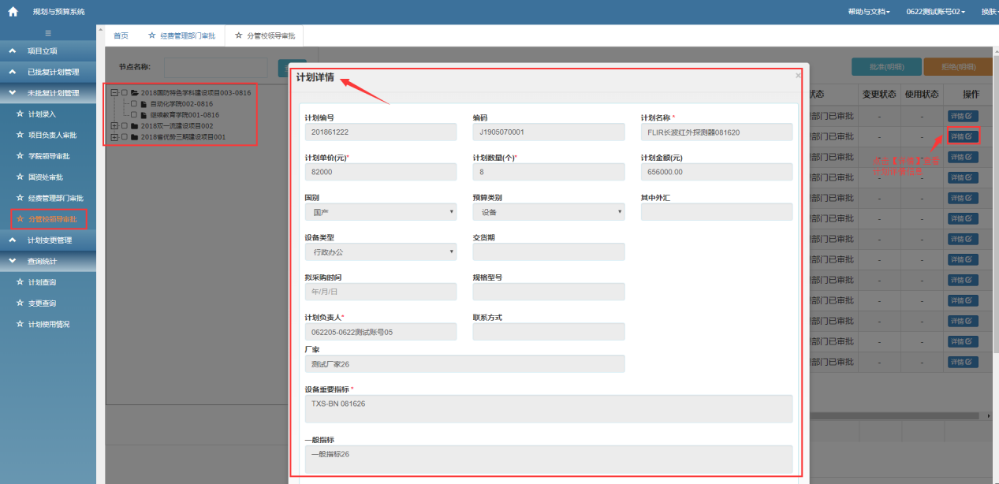 规划与预算系统
帮助与文档
0622测试账号02
换肤
项目立项
已批复计划管理
未批复计划管理
计划录入
项目负责人审批
学院领导审批
国资处审批
经费管理部门审批
分管校领导审批
计划变更管理
查询统计
计划查询
变更查询
计划使用情况
首页
经费管理部门审批
分管校领导审批
节点名称:
2018国防特色学科建设项目003-0816
自动化学院002-0816
继续教育学院001-0816
2018双一流建设项目002
2018省优势三期建设项目001
批准(明细)
拒绝(明细)
计划详情
×
计划编号
编码
计划名称 *
201861222
J1905070001
FLIR长波红外探测器081620
计划单价(元)*
计划数量(个)*
计划金额(元)
82000
8
656000.00
国别
预算类别
其中外汇
国产
设备
设备类型
交货期
行政办公
拟采购时间
规格型号
年/月/日
计划负责人*
联系方式
062205-0622测试账号05
厂家
测试厂家26
设备重要指标 *
TXS-BN 081626
一般指标
一般指标26
状态 变更状态 使用状态 操作
部门已审批 - - 详情
部门已审批 - - 详情
部门已审批 - - 详情
部门已审批 - - 详情
部门已审批 - - 详情
部门已审批 - - 详情
部门已审批 - - 详情
部门已审批 - - 详情
部门已审批 - - 详情
部门已审批 - - 详情
部门已审批 - - 详情
部门已审批 - - 详情
部门已审批 - - 详情